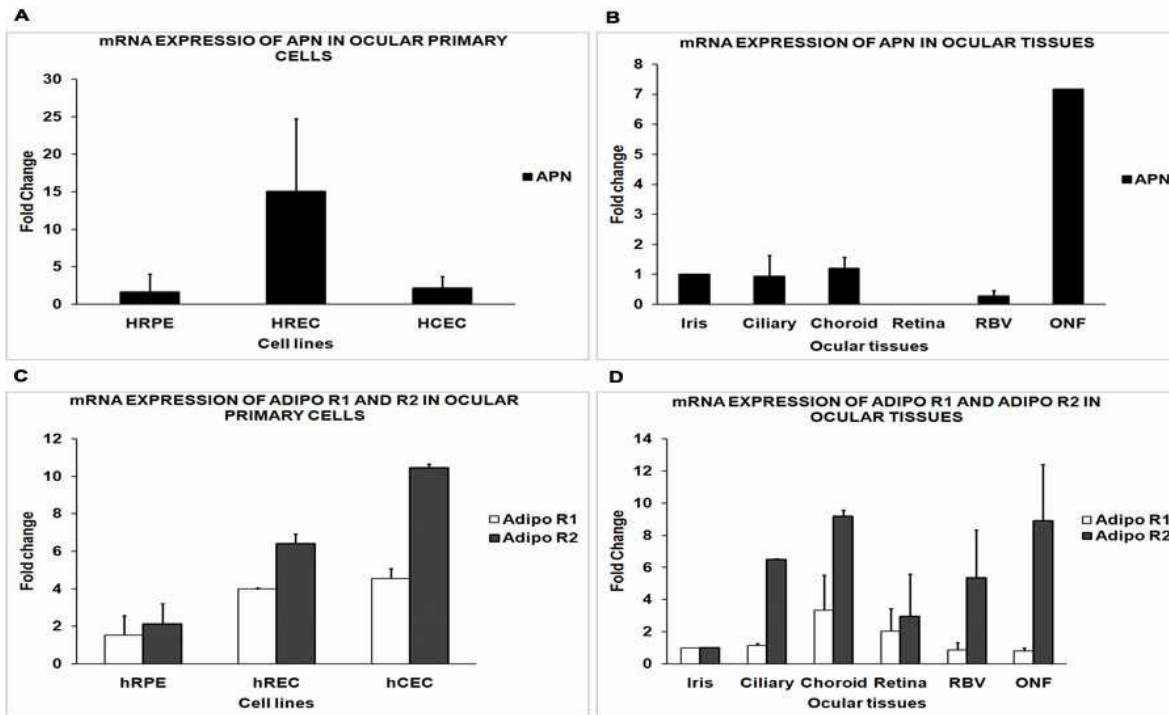 A
mRNA EXPRESSIO OF APN IN OCULAR PRIMARY
CELLS
30
25
20
15
10
5
0
Fold Change
HRPE HREC HCEC
Cell lines
APN
B
mRNA EXPRESSION OF APN IN OCULAR TISSUES
8
7
6
5
4
3
2
1
0
Fold change
Iris Ciliary Choroid Retina RBV ONF
Ocular tissues
APN
C
mRNA EXPRESSION OF ADIPO R1 AND R2 IN OCULAR
PRIMARY CELLS
12
10
8
6
4
2
0
Fold Change
hRPE hREC hCEC
Cell lines
Adipo R1
Adipo R2
D
mRNA EXPRESSION OF ADIPO R1 AND ADIPO R2 IN
OCULAR TISSUES
14
12
10
8
6
4
2
0
Fold Change
Iris Ciliary Choroid Retina RBV ONF
Ocular tissues
Adipo R1
Adipo R2